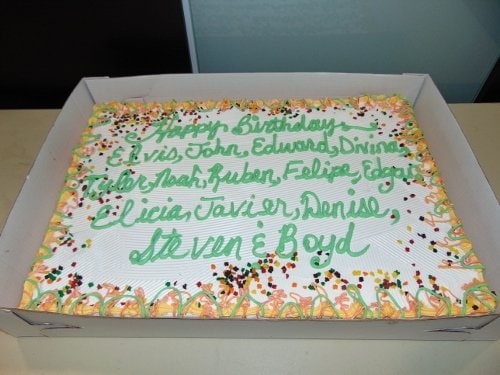 Happy Birthday
Elvis, John, Edward, Divina,
Tyler, Noah, Ruben, Felipe, Edgar
Elicia, Javier, Denise,
Steven & Boyd